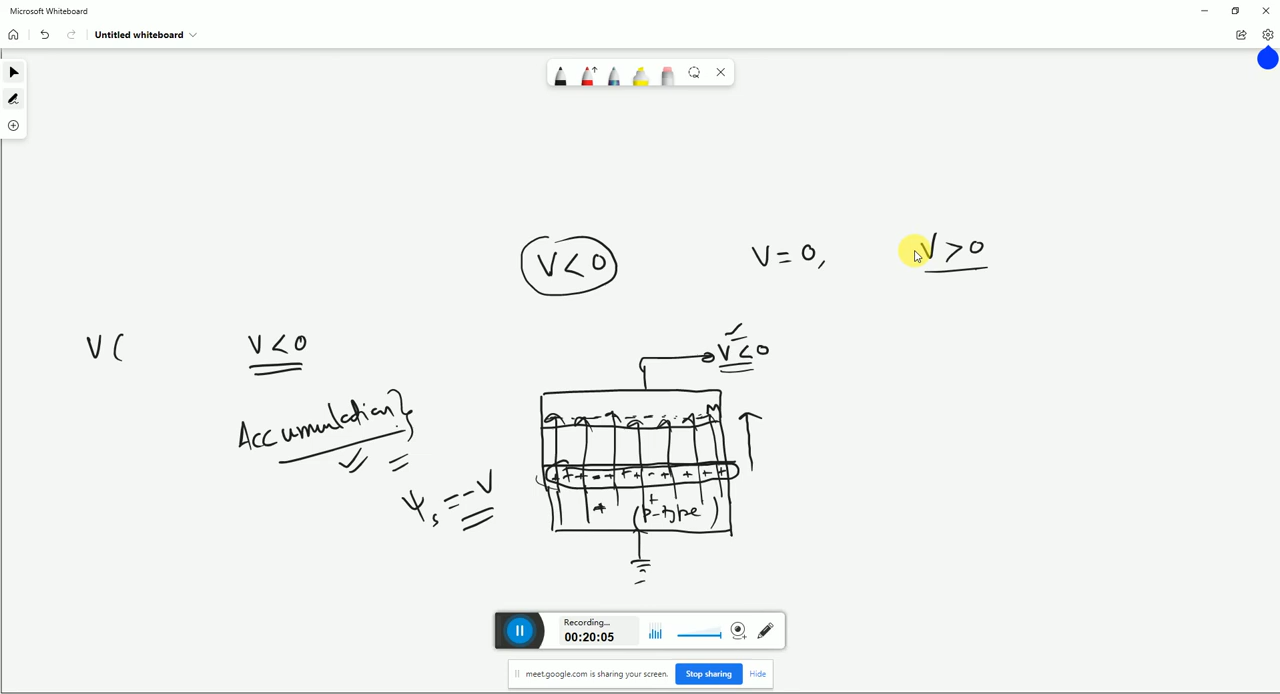 Microsoft Whiteboard
Untitled whiteboard
V < 0
V = 0,
V > 0
V (
V < 0
V < 0
Accumulation}
M
ψs = -V
+ + + - + + + - + + + +
+ (p-type)
Recording...
00:20:05
meet.google.com is sharing your screen.
Stop sharing
Hide